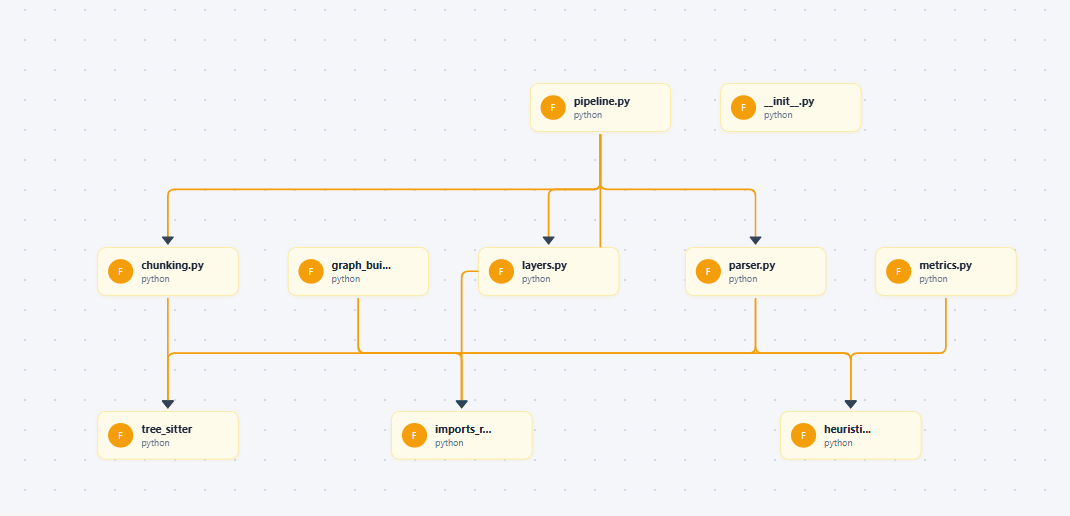 F
pipeline.py
python
F
__init__.py
python
F
chunking.py
python
F
graph_bui...
python
F
layers.py
python
F
parser.py
python
F
metrics.py
python
F
tree_sitter
python
F
imports_r...
python
F
heuristi...
python